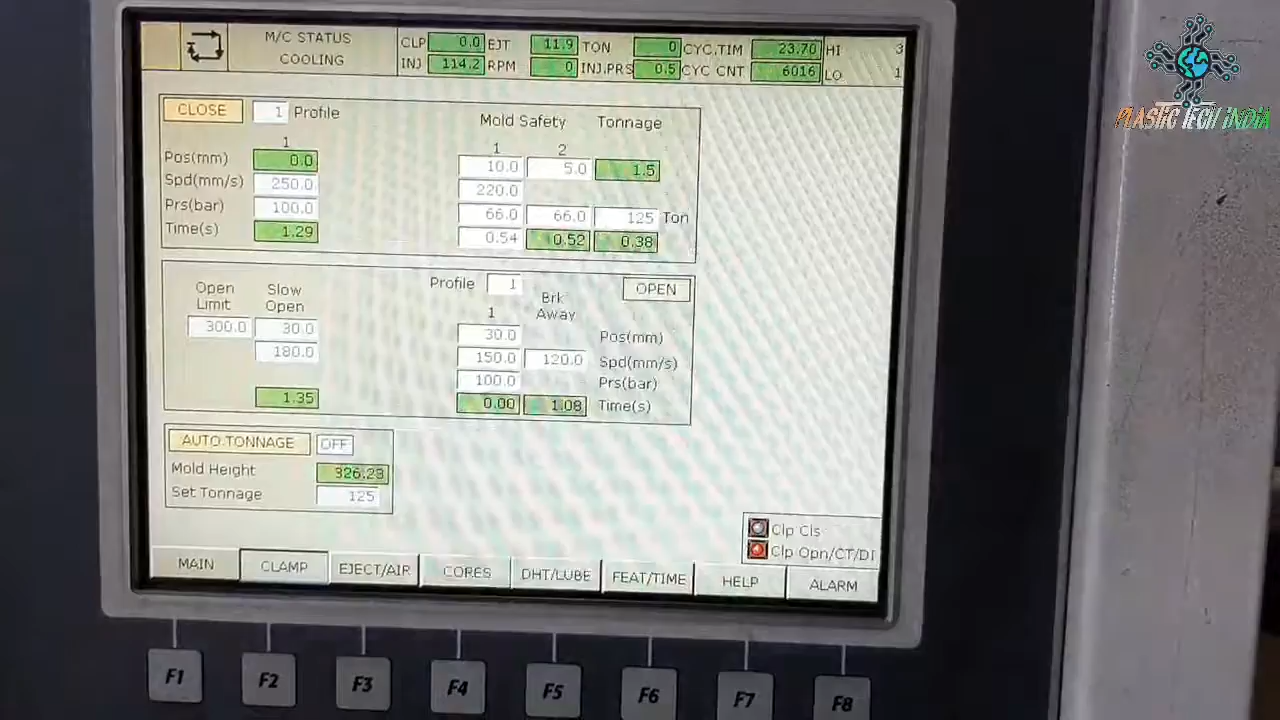 M/C STATUS
COOLING
CLP 0.0 EJT 11.9 TON 0 CYC.TIM 23.70 HI 3
INJ 114.2 RPM 0 INJ.PRS 0.5 CYC CNT 6016 LO 1
CLOSE 1 Profile Mold Safety Tonnage
1 1 2
Pos(mm) 0.0 10.0 5.0 1.5
Spd(mm/s) 250.0 220.0
Prs(bar) 100.0 66.0 66.0 125 Ton
Time(s) 1.29 0.54 0.52 0.38
Profile 1 OPEN
Open Limit Slow Open 1 Brk Away
300.0 30.0 30.0 Pos(mm)
180.0 150.0 120.0 Spd(mm/s)
100.0 Prs(bar)
1.35 0.00 1.08 Time(s)
AUTO TONNAGE OFF
Mold Height 326.23
Set Tonnage 125
Clp Cls
Clp Opn/CT/DI
MAIN CLAMP EJECT/AIR CORES DHT/LUBE FEAT/TIME HELP ALARM
F1 F2 F3 F4 F5 F6 F7 F8
PLASTIC TECH INDIA